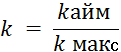 k = kайм / k макс